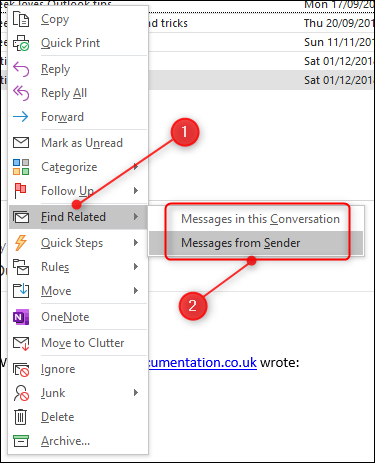 eek loves Outlook tips Mon 17/09/201
Copy
Quick Print and tricks Thu 20/09/201
Sun 11/11/201
Reply Sat 01/12/201
Reply All Sat 01/12/201
Forward
Mark as Unread
1
Categorize
Follow Up
Find Related
Messages in this Conversation
Quick Steps Messages from Sender
Rules
2
Move
OneNote
Move to Clutter
cumentation.co.uk wrote:
Ignore
Junk
Delete
Archive...